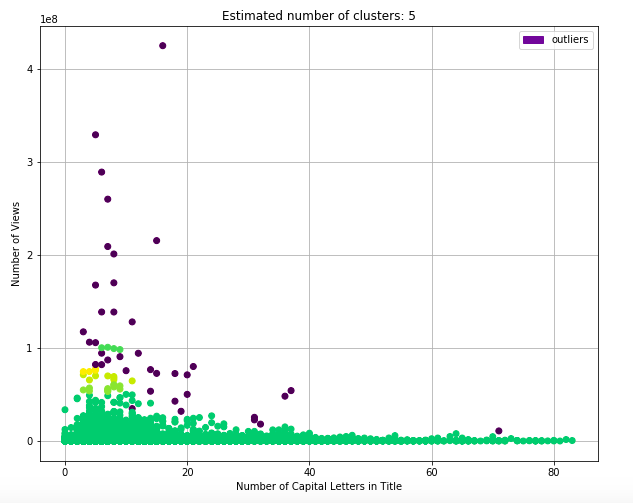 Estimated number of clusters: 5
1e8
outliers
4
3
2
1
0
Number of Views
0 20 40 60 80
Number of Capital Letters in Title